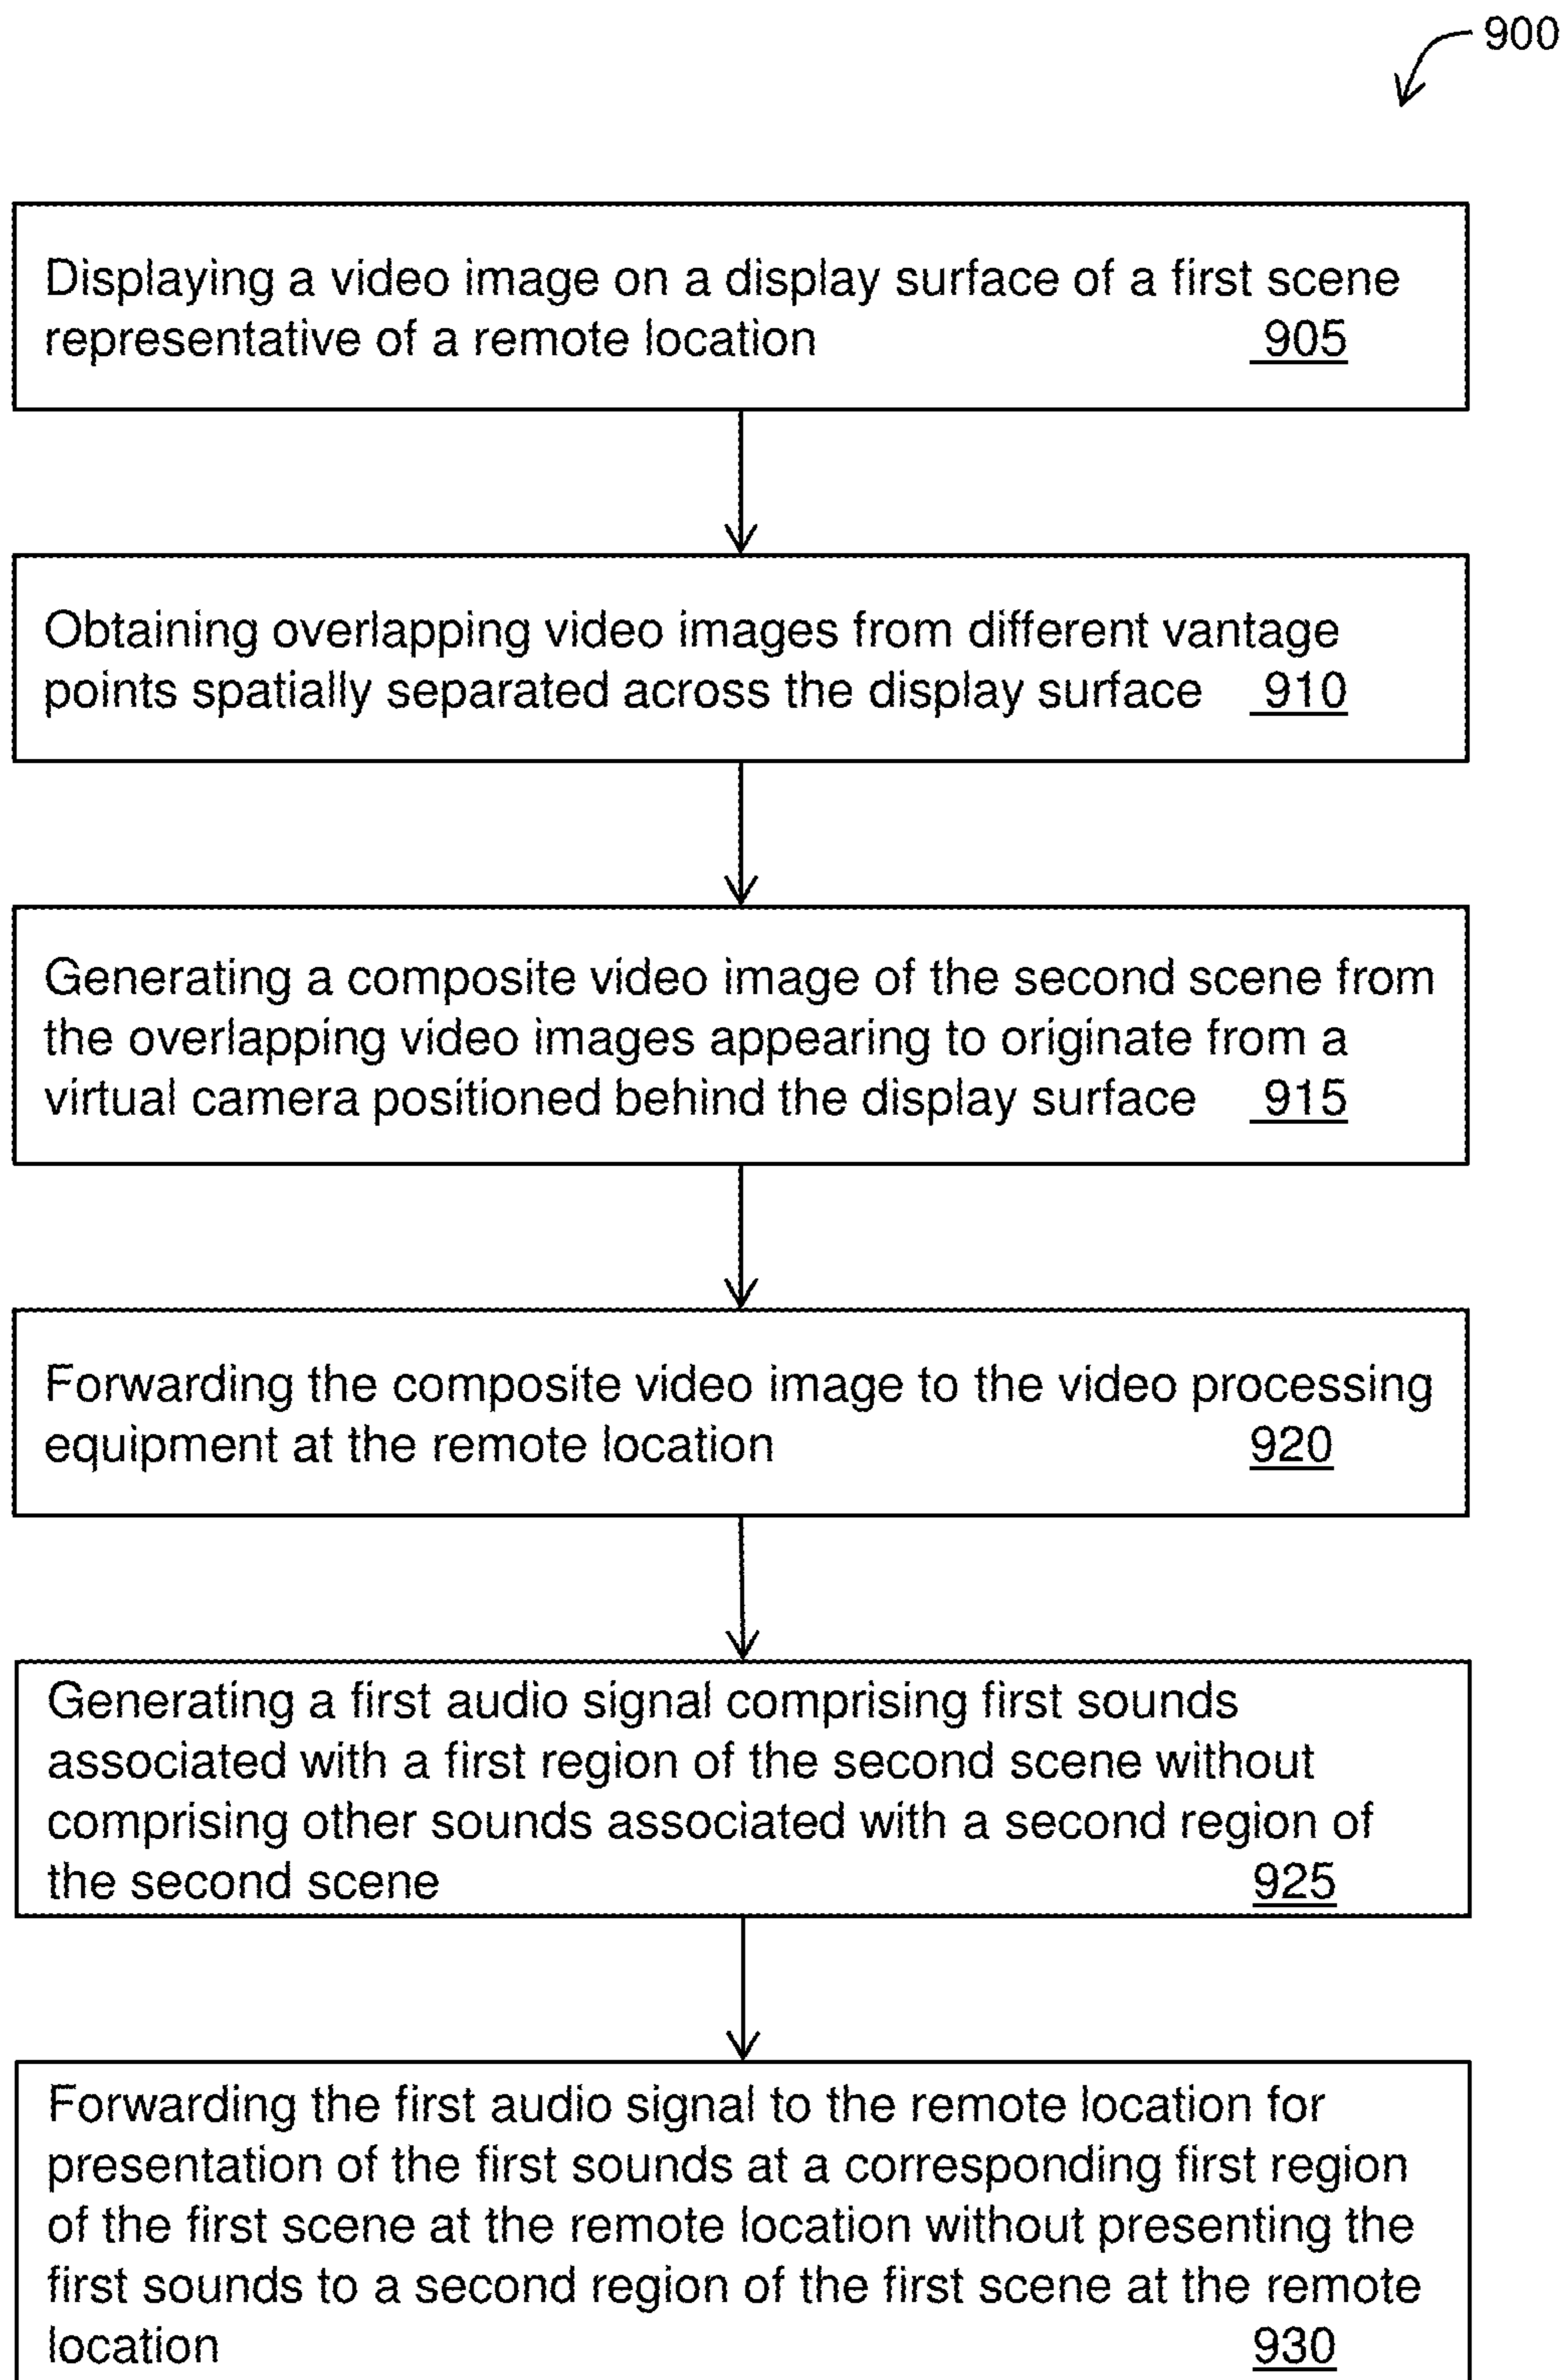 900
Displaying a video image on a display surface of a first scene
representative of a remote location 905
Obtaining overlapping video images from different vantage
points spatially separated across the display surface 910
Generating a composite video image of the second scene from
the overlapping video images appearing to originate from a
virtual camera positioned behind the display surface 915
Forwarding the composite video image to the video processing
equipment at the remote location 920
Generating a first audio signal comprising first sounds
associated with a first region of the second scene without
comprising other sounds associated with a second region of
the second scene 925
Forwarding the first audio signal to the remote location for
presentation of the first sounds at a corresponding first region
of the first scene at the remote location without presenting the
first sounds to a second region of the first scene at the remote
location 930